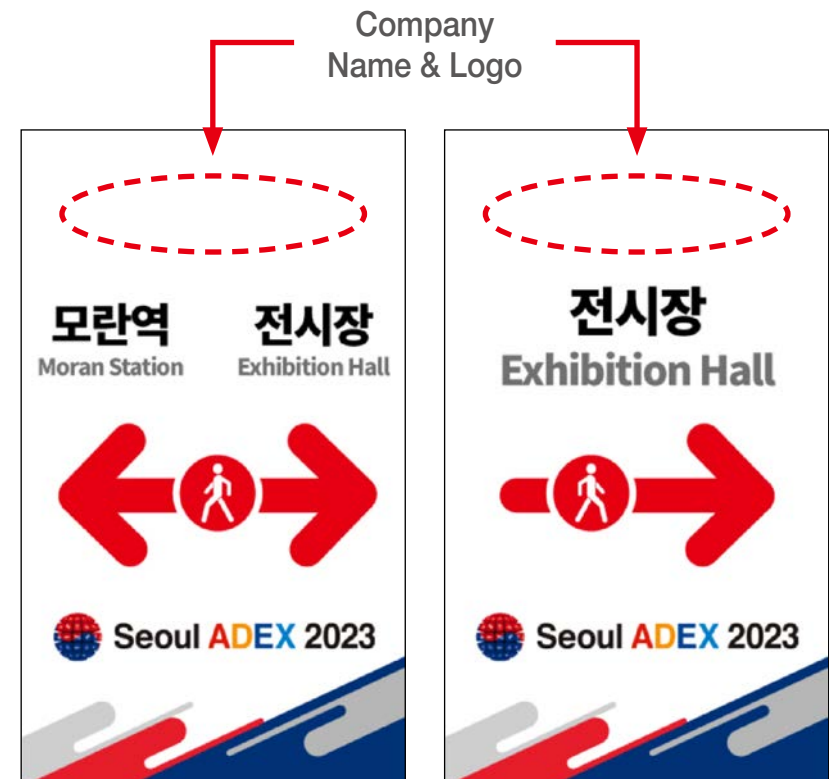 Company
Name & Logo
모란역
Moran Station
전시장
Exhibition Hall
Seoul ADEX 2023
전시장
Exhibition Hall
Seoul ADEX 2023